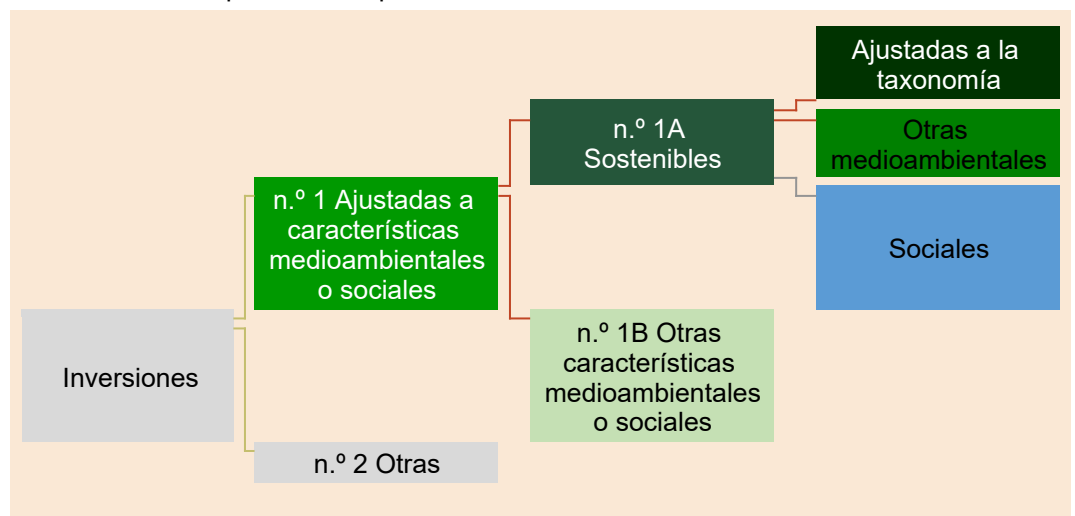 Inversiones
n.º 1 Ajustadas a
características
medioambientales
o sociales
n.º 2 Otras
n.º 1A
Sostenibles
n.º 1B Otras
características
medioambientales
o sociales
Ajustadas a la
taxonomía
Otras
medioambientales
Sociales